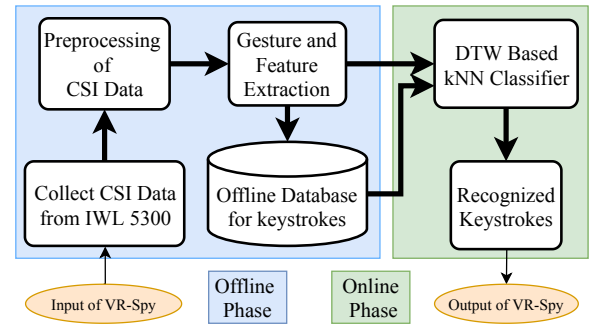 Preprocessing
of
CSI Data
Gesture and
Feature
Extraction
DTW Based
kNN Classifier
Collect CSI Data
from IWL 5300
Offline Database
for keystrokes
Recognized
Keystrokes
Input of VR-Spy
Offline
Phase
Online
Phase
Output of VR-Spy